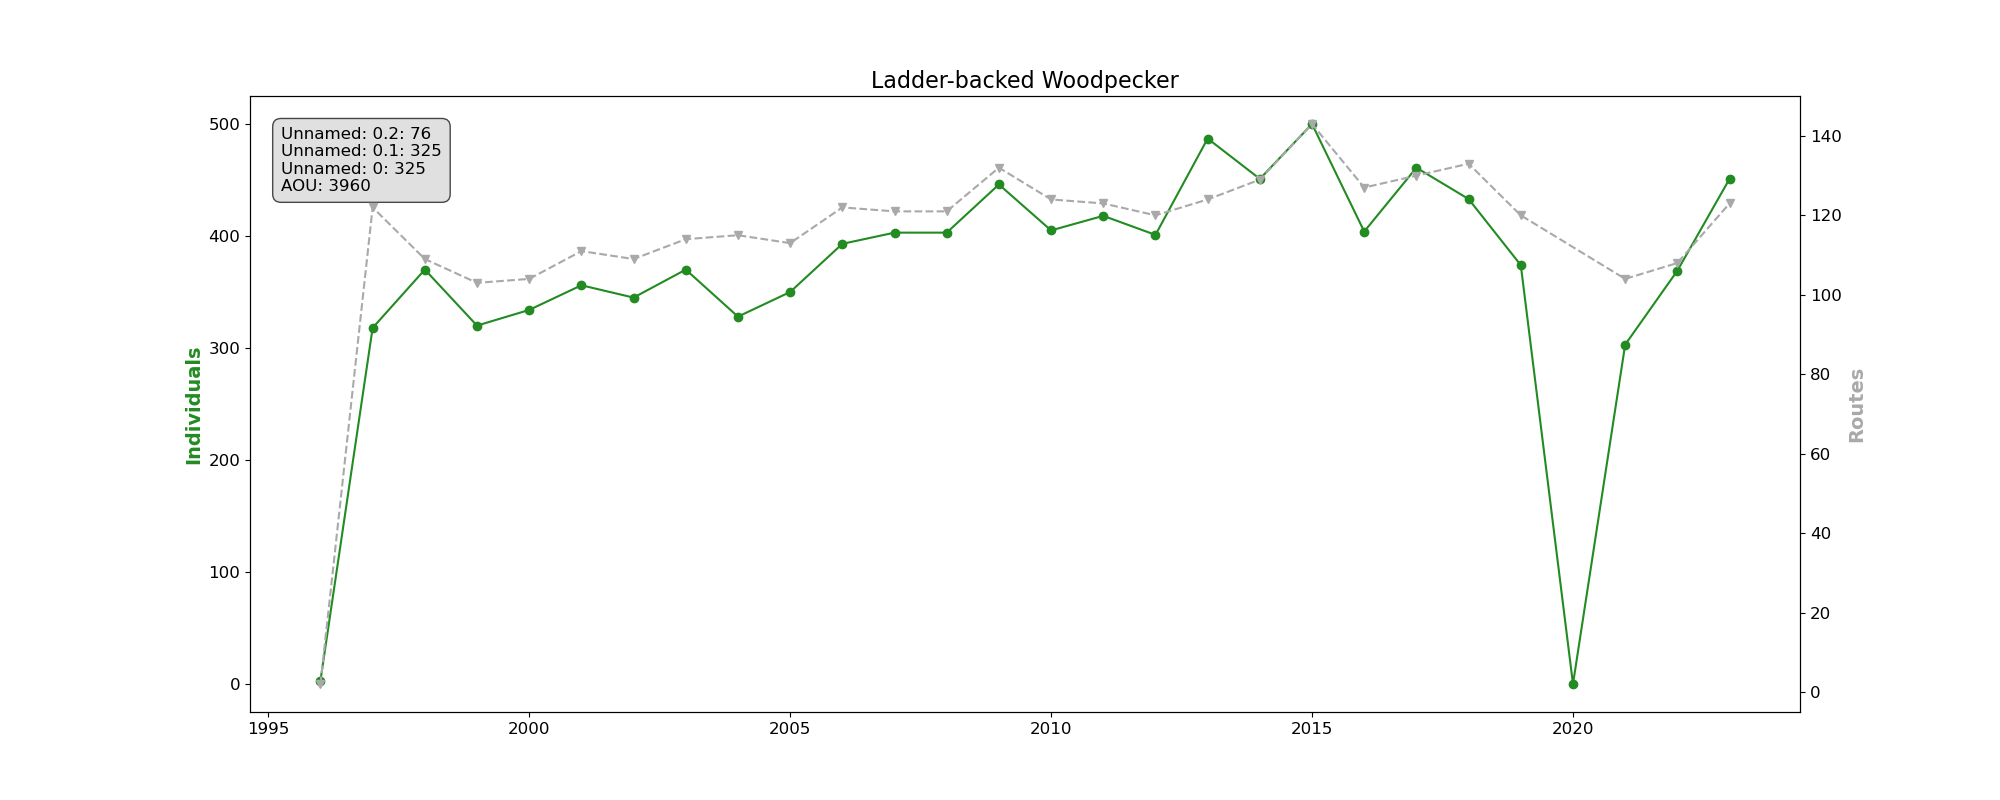 Ladder-backed Woodpecker
Unnamed: 0.2: 76
Unnamed: 0.1: 325
Unnamed: 0: 325
AOU: 3960
500
400
300
200
100
0
Individuals
140
120
100
80
60
40
20
0
Routes
1995 2000 2005 2010 2015 2020